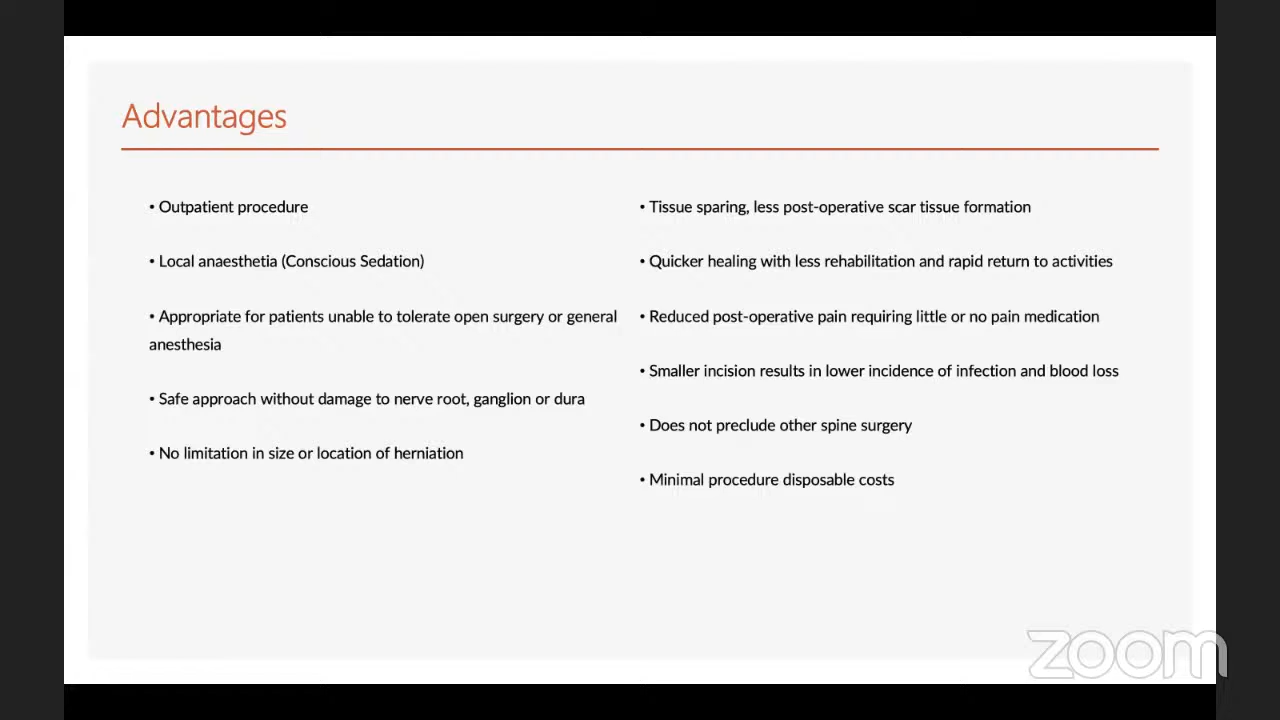 Advantages
• Outpatient procedure
• Local anaesthetia (Conscious Sedation)
• Appropriate for patients unable to tolerate open surgery or general
anesthesia
• Safe approach without damage to nerve root, ganglion or dura
• No limitation in size or location of herniation
• Tissue sparing, less post-operative scar tissue formation
• Quicker healing with less rehabilitation and rapid return to activities
• Reduced post-operative pain requiring little or no pain medication
• Smaller incision results in lower incidence of infection and blood loss
• Does not preclude other spine surgery
• Minimal procedure disposable costs
zoom